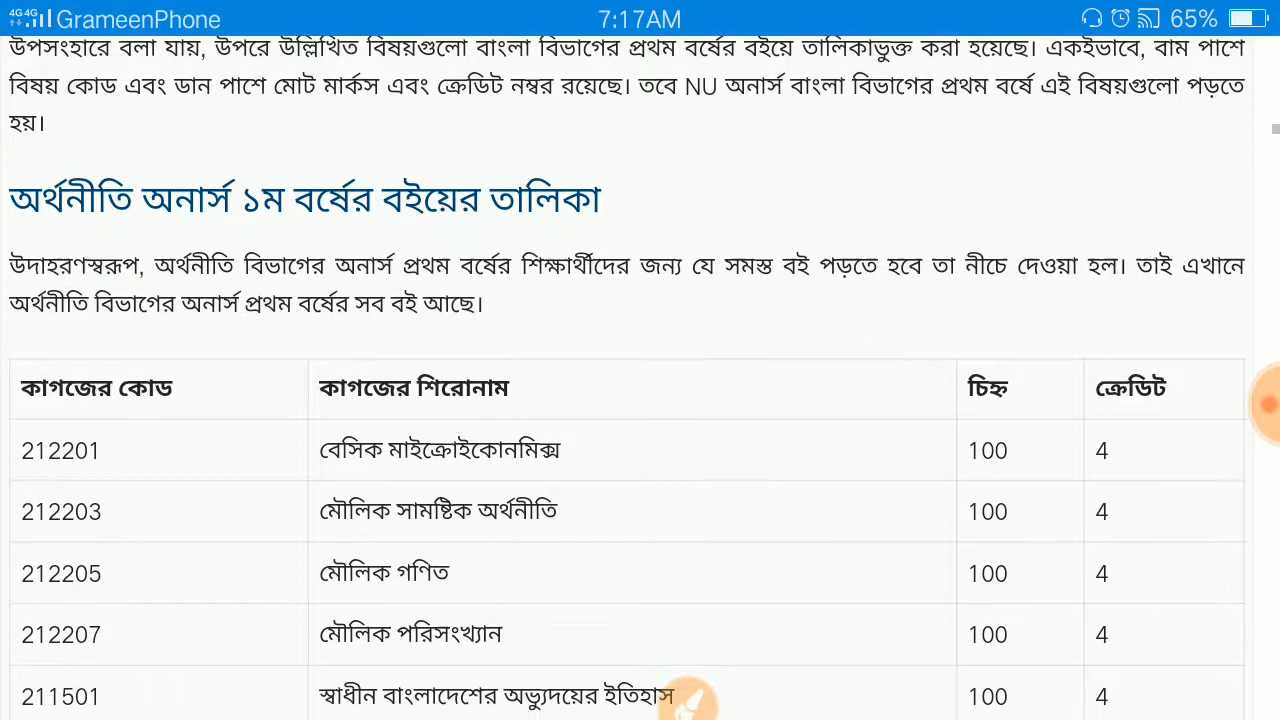 4G4G GrameenPhone 7:17AM 65%
উপসংহারে বলা যায়, উপরে উল্লিখিত বিষয়গুলো বাংলা বিভাগের প্রথম বর্ষের বইয়ে তালিকাভুক্ত করা হয়েছে। একইভাবে, বাম পাশে
বিষয় কোড এবং ডান পাশে মোট মার্কস এবং ক্রেডিট নম্বর রয়েছে। তবে NU অনার্স বাংলা বিভাগের প্রথম বর্ষে এই বিষয়গুলো পড়তে
হয়।
অর্থনীতি অনার্স ১ম বর্ষের বইয়ের তালিকা
উদাহরণস্বরূপ, অর্থনীতি বিভাগের অনার্স প্রথম বর্ষের শিক্ষার্থীদের জন্য যে সমস্ত বই পড়তে হবে তা নীচে দেওয়া হল। তাই এখানে
অর্থনীতি বিভাগের অনার্স প্রথম বর্ষের সব বই আছে।
কাগজের কোড কাগজের শিরোনাম চিহ্ন ক্রেডিট
212201 বেসিক মাইক্রোইকোনমিক্স 100 4
212203 মৌলিক সামষ্টিক অর্থনীতি 100 4
212205 মৌলিক গণিত 100 4
212207 মৌলিক পরিসংখ্যান 100 4
211501 স্বাধীন বাংলাদেশের অভ্যুদয়ের ইতিহাস 100 4